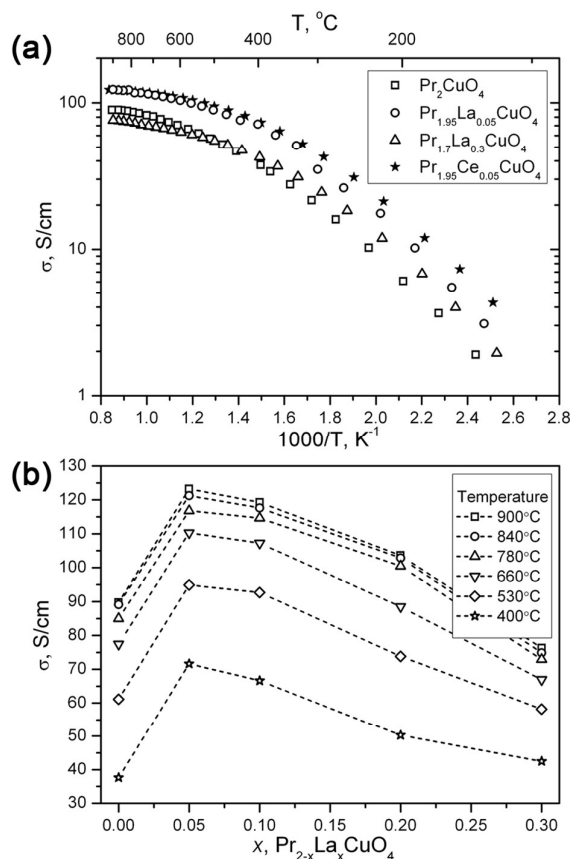 (a)
T, °C
800 600 400 200
Pr₂CuO₄
Pr₁.₉₅La₀.₀₅CuO₄
Pr₁.₇La₀.₃CuO₄
Pr₁.₉₅Ce₀.₀₅CuO₄
100
10
1
σ, S/cm
0.8 1.0 1.2 1.4 1.6 1.8 2.0 2.2 2.4 2.6 2.8
1000/T, K⁻¹
(b)
130
120
110
100
90
80
70
60
50
40
30
σ, S/cm
Temperature
900°C
840°C
780°C
660°C
530°C
400°C
0.00 0.05 0.10 0.15 0.20 0.25 0.30
x, Pr₂₋ₓLaₓCuO₄